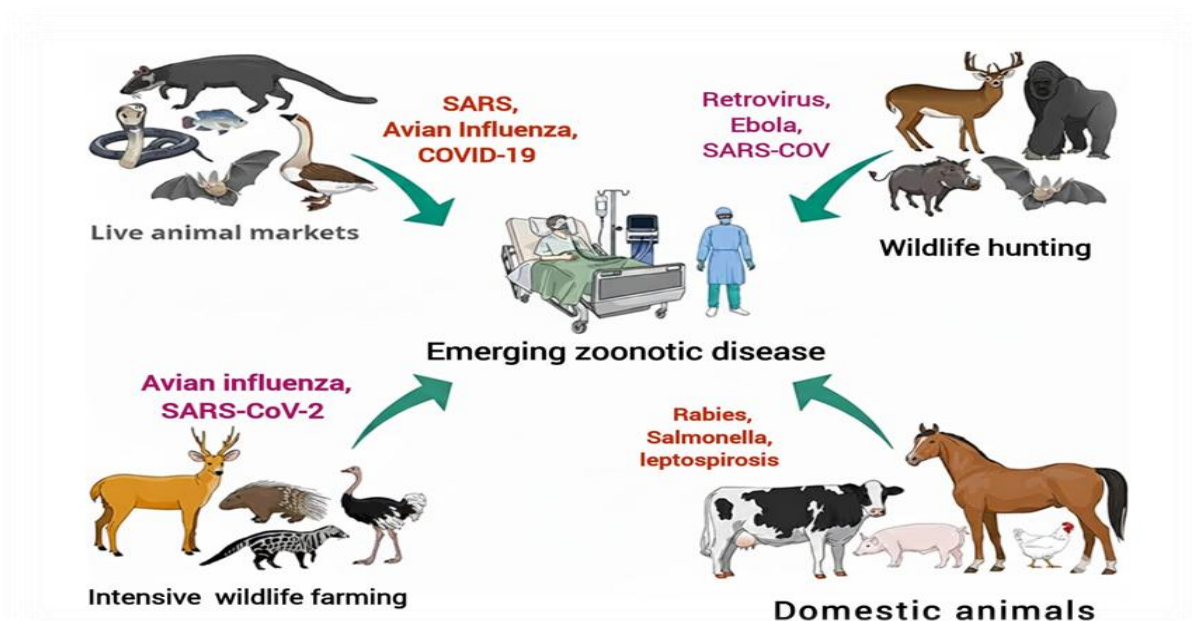 SARS,
Avian Influenza,
COVID-19
Live animal markets
Retrovirus,
Ebola,
SARS-COV
Wildlife hunting
Emerging zoonotic disease
Avian influenza,
SARS-CoV-2
Intensive wildlife farming
Rabies,
Salmonella,
leptospirosis
Domestic animals